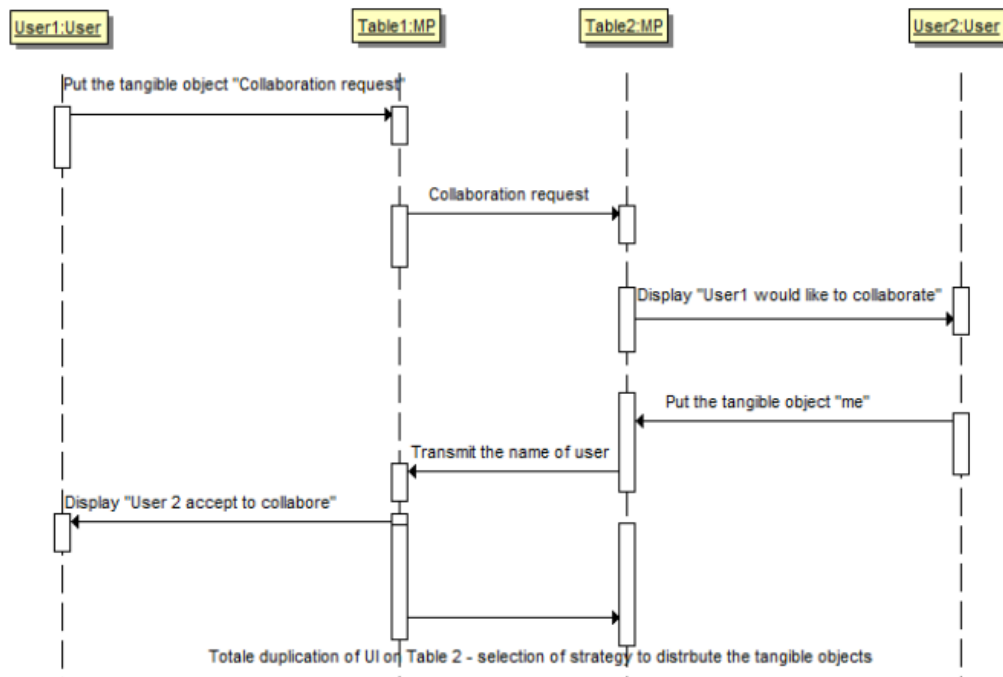 User1:User
Table1:MP
Table2:MP
User2:User
Put the tangible object "Collaboration request"
Collaboration request
Display "User1 would like to collaborate"
Put the tangible object "me"
Transmit the name of user
Display "User 2 accept to collabore"
Totale duplication of UI on Table 2 - selection of strategy to distrbute the tangible objects